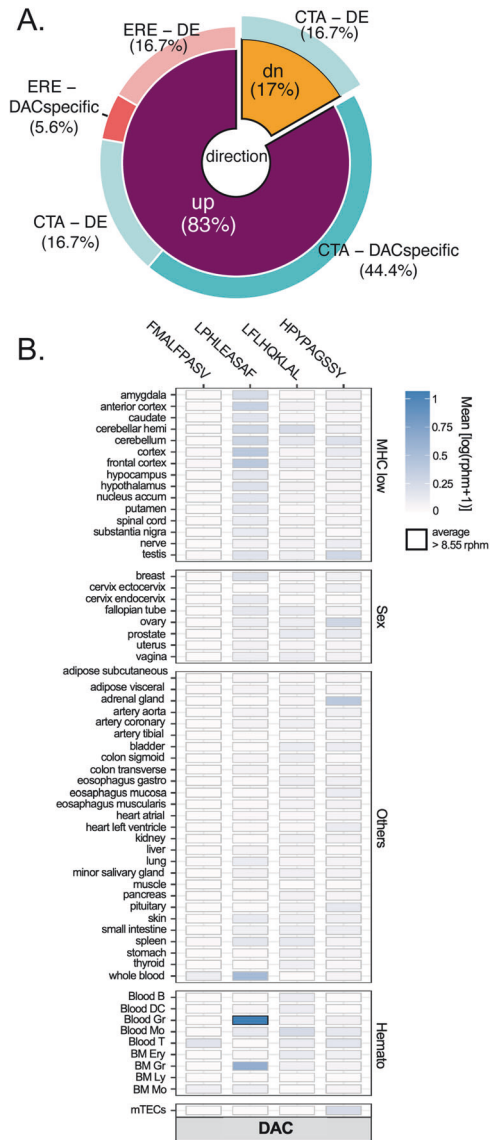 A.
ERE – DE
(16.7%)
CTA – DE
(16.7%)
dn
(17%)
ERE –
DACspecific
(5.6%)
direction
up
(83%)
CTA – DE
(16.7%)
CTA – DACspecific
(44.4%)
B.
FMALFPASV
LPHLEASAF
LFLHQKLAL
HPYPAGSSY
amygdala
anterior cortex
caudate
cerebellar hemi
cerebellum
cortex
frontal cortex
hypocampus
hypothalamus
nucleus accum
putamen
spinal cord
substantia nigra
nerve
testis
MHC low
breast
cervix ectocervix
cervix endocervix
fallopian tube
ovary
prostate
uterus
vagina
Sex
adipose subcutaneous
adipose visceral
adrenal gland
artery aorta
artery coronary
artery tibial
bladder
colon sigmoid
colon transverse
eosophagus gastro
eosaphagus mucosa
eosaphagus muscularis
heart atrial
heart left ventricle
kidney
liver
lung
minor salivary gland
muscle
pancreas
pituitary
skin
small intestine
spleen
stomach
thyroid
whole blood
Others
Blood B
Blood DC
Blood Gr
Blood Mo
Blood T
BM Ery
BM Gr
BM Ly
BM Mo
Hemato
mTECs
DAC
1
0.75
0.5
0.25
0
Mean
[log(rphm+1)]
average
> 8.55 rphm